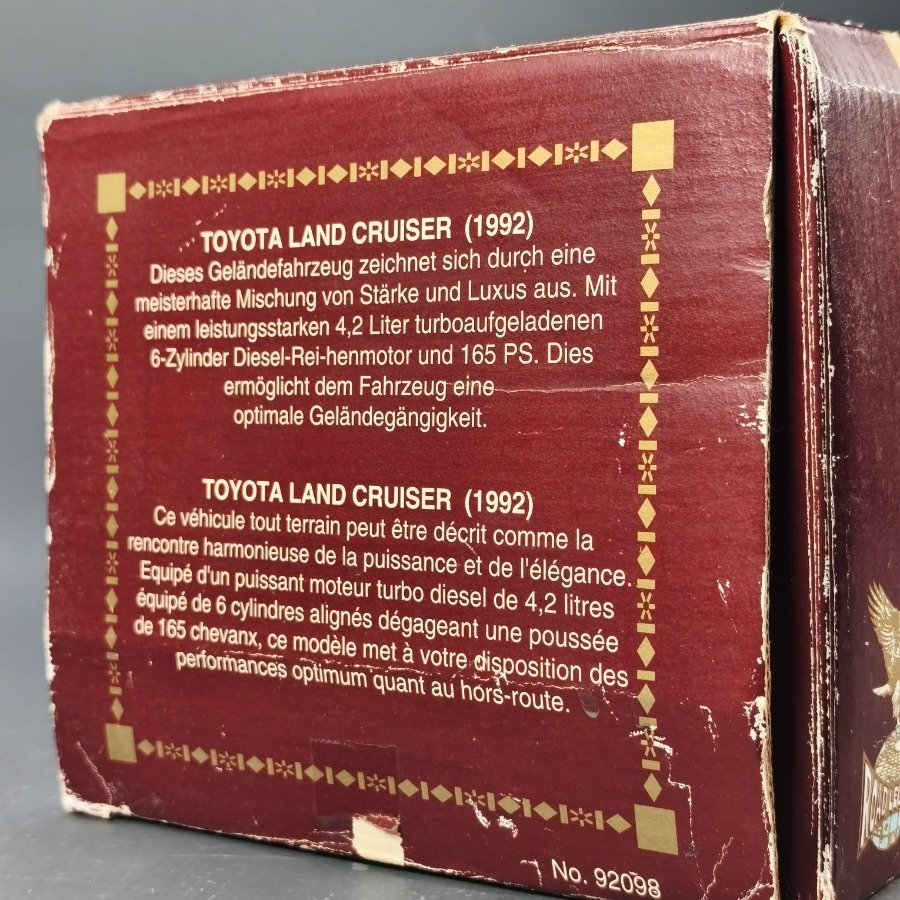 TOYOTA LAND CRUISER (1992)
Dieses Geländefahrzeug zeichnet sich durch eine
meisterhafte Mischung von Stärke und Luxus aus. Mit
einem leistungsstarken 4,2 Liter turboaufgeladenen
6-Zylinder Diesel-Rei-henmotor und 165 PS. Dies
ermöglicht dem Fahrzeug eine
optimale Geländegängigkeit.
TOYOTA LAND CRUISER (1992)
Ce véhicule tout terrain peut être décrit comme la
rencontre harmonieuse de la puissance et de l'élégance.
Equipé d'un puissant moteur turbo diesel de 4,2 litres
équipé de 6 cylindres alignés dégageant une poussée
de 165 chevanx, ce modèle met à votre disposition des
performances optimum quant au hors-route.
No. 92098